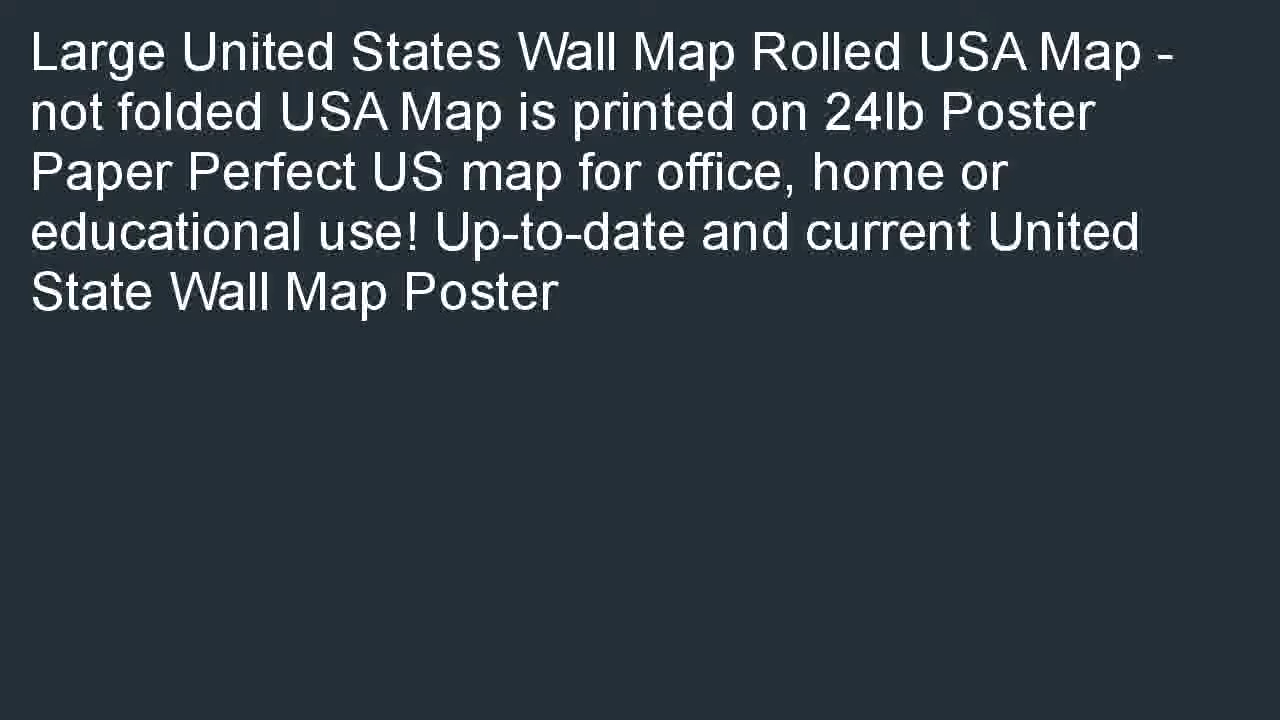 Large United States Wall Map Rolled USA Map -
not folded USA Map is printed on 24lb Poster
Paper Perfect US map for office, home or
educational use! Up-to-date and current United
State Wall Map Poster